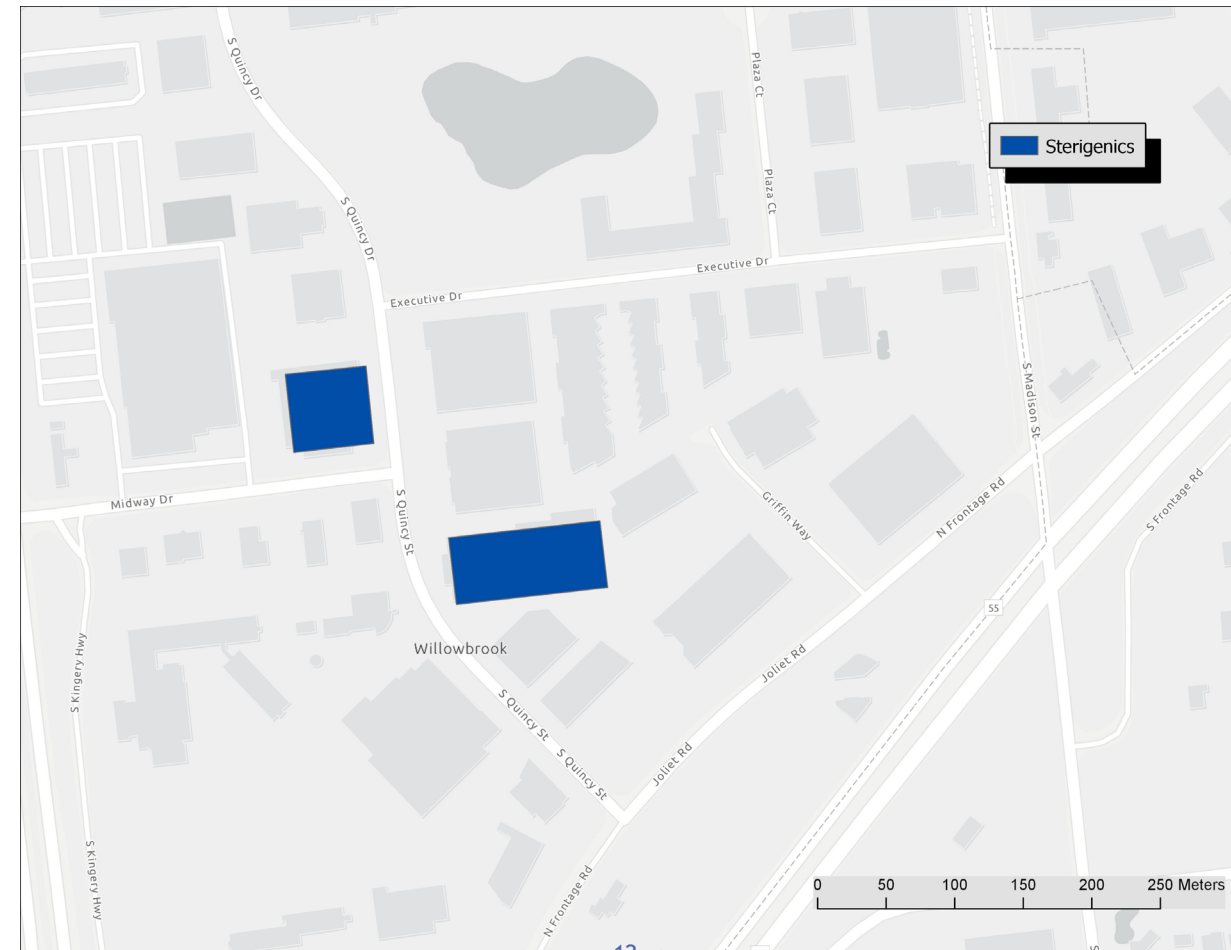 S Quincy Dr
Plaza Ct
Sterigenics
S Quincy Dr
Plaza Ct
Executive Dr
Executive Dr
S Madison St
Midway Dr
S Quincy St
Griffin Way
N Frontage Rd
S Frontage Rd
55
Willowbrook
S Kingery Hwy
Joliet Rd
S Quincy St
S Quincy St
Joliet Rd
S Kingery Hwy
N Frontage Rd
0 50 100 150 200 250 Meters